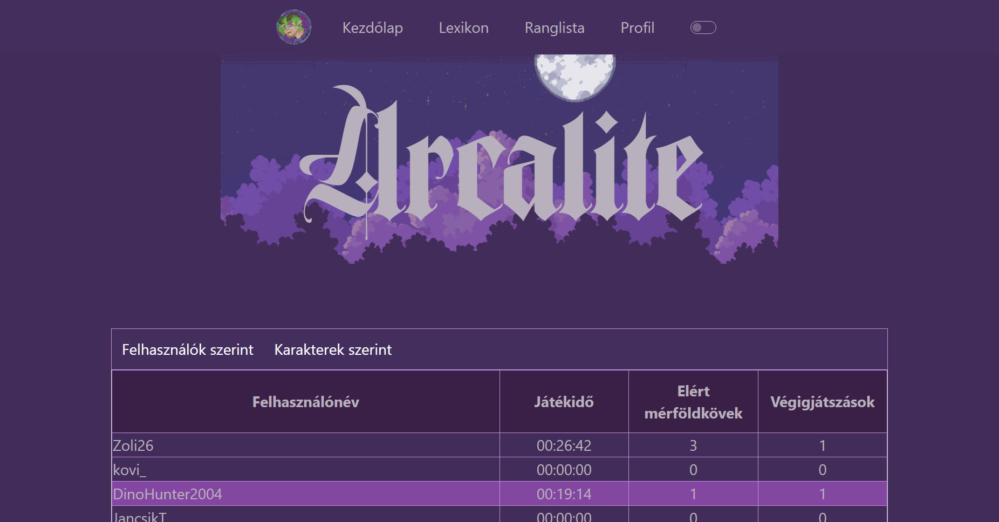 Kezdőlap Lexikon Ranglista Profil
Arcalite
Felhasználók szerint Karakterek szerint
Felhasználónév Játékidő Elért mérföldkövek Végigjátszások
Zoli26 00:26:42 3 1
kovi_ 00:00:00 0 0
DinoHunter2004 00:19:14 1 1
JancsikT 00:00:00 0 0